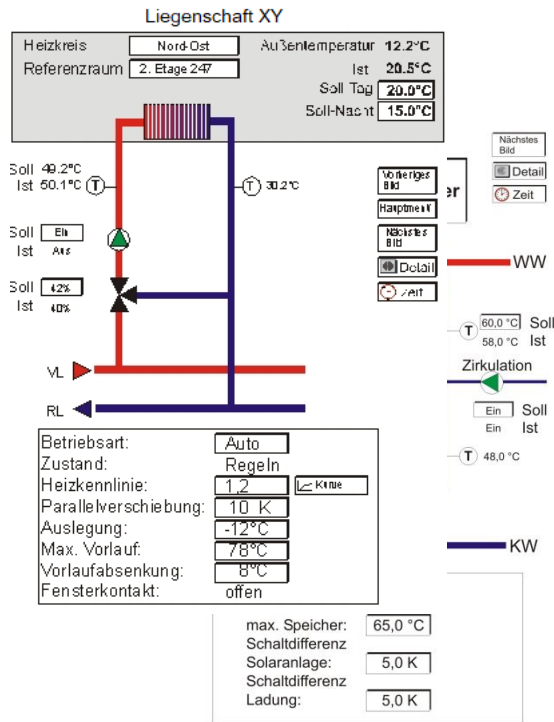 Liegenschaft XY
Heizkreis Nord-Ost
Außentemperatur 12.2°C
Referenzraum 2. Etage 247
Ist 20.5°C
Soll Tag 20.0°C
Soll-Nacht 15.0°C
Soll 49.2°C
Ist 50.1°C T
T 30.2°C
Soll Ein
Ist Aus
Soll 42%
Ist 40%
VL
RL
Vorheriges
Bild
Hauptmenü
Nächstes
Bild
Detail
Zeit
Nächstes
Bild
Detail
Zeit
er
WW
T 60,0 °C Soll
58,0 °C Ist
Zirkulation
Ein Soll
Ein Ist
T 48,0 °C
KW
Betriebsart: Auto
Zustand: Regeln
Heizkennlinie: 1,2 Kurve
Parallelverschiebung: 10 K
Auslegung: -12°C
Max. Vorlauf: 78°C
Vorlaufabsenkung: 8°C
Fensterkontakt: offen
max. Speicher: 65,0 °C
Schaltdifferenz
Solaranlage: 5,0 K
Schaltdifferenz
Ladung: 5,0 K